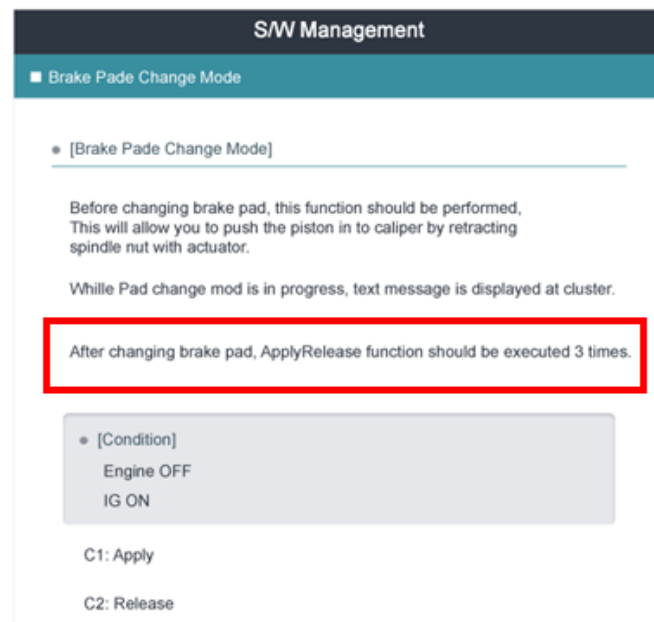 S/W Management
Brake Pade Change Mode
[Brake Pade Change Mode]
Before changing brake pad, this function should be performed,
This will allow you to push the piston in to caliper by retracting
spindle nut with actuator.
Whille Pad change mod is in progress, text message is displayed at cluster.
After changing brake pad, ApplyRelease function should be executed 3 times.
[Condition]
Engine OFF
IG ON
C1: Apply
C2: Release